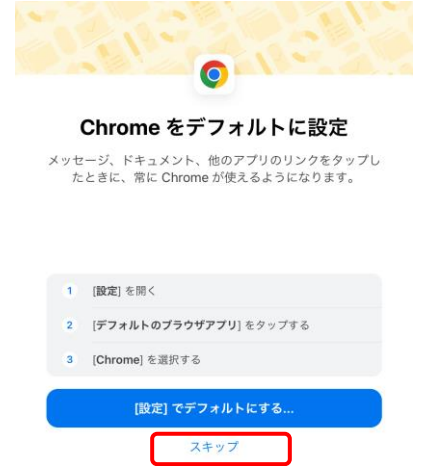 Chrome をデフォルトに設定
メッセージ、ドキュメント、他のアプリのリンクをタップし
たときに、常に Chrome が使えるようになります。
1 [設定] を開く
2 [デフォルトのブラウザアプリ] をタップする
3 [Chrome] を選択する
[設定] でデフォルトにする...
スキップ